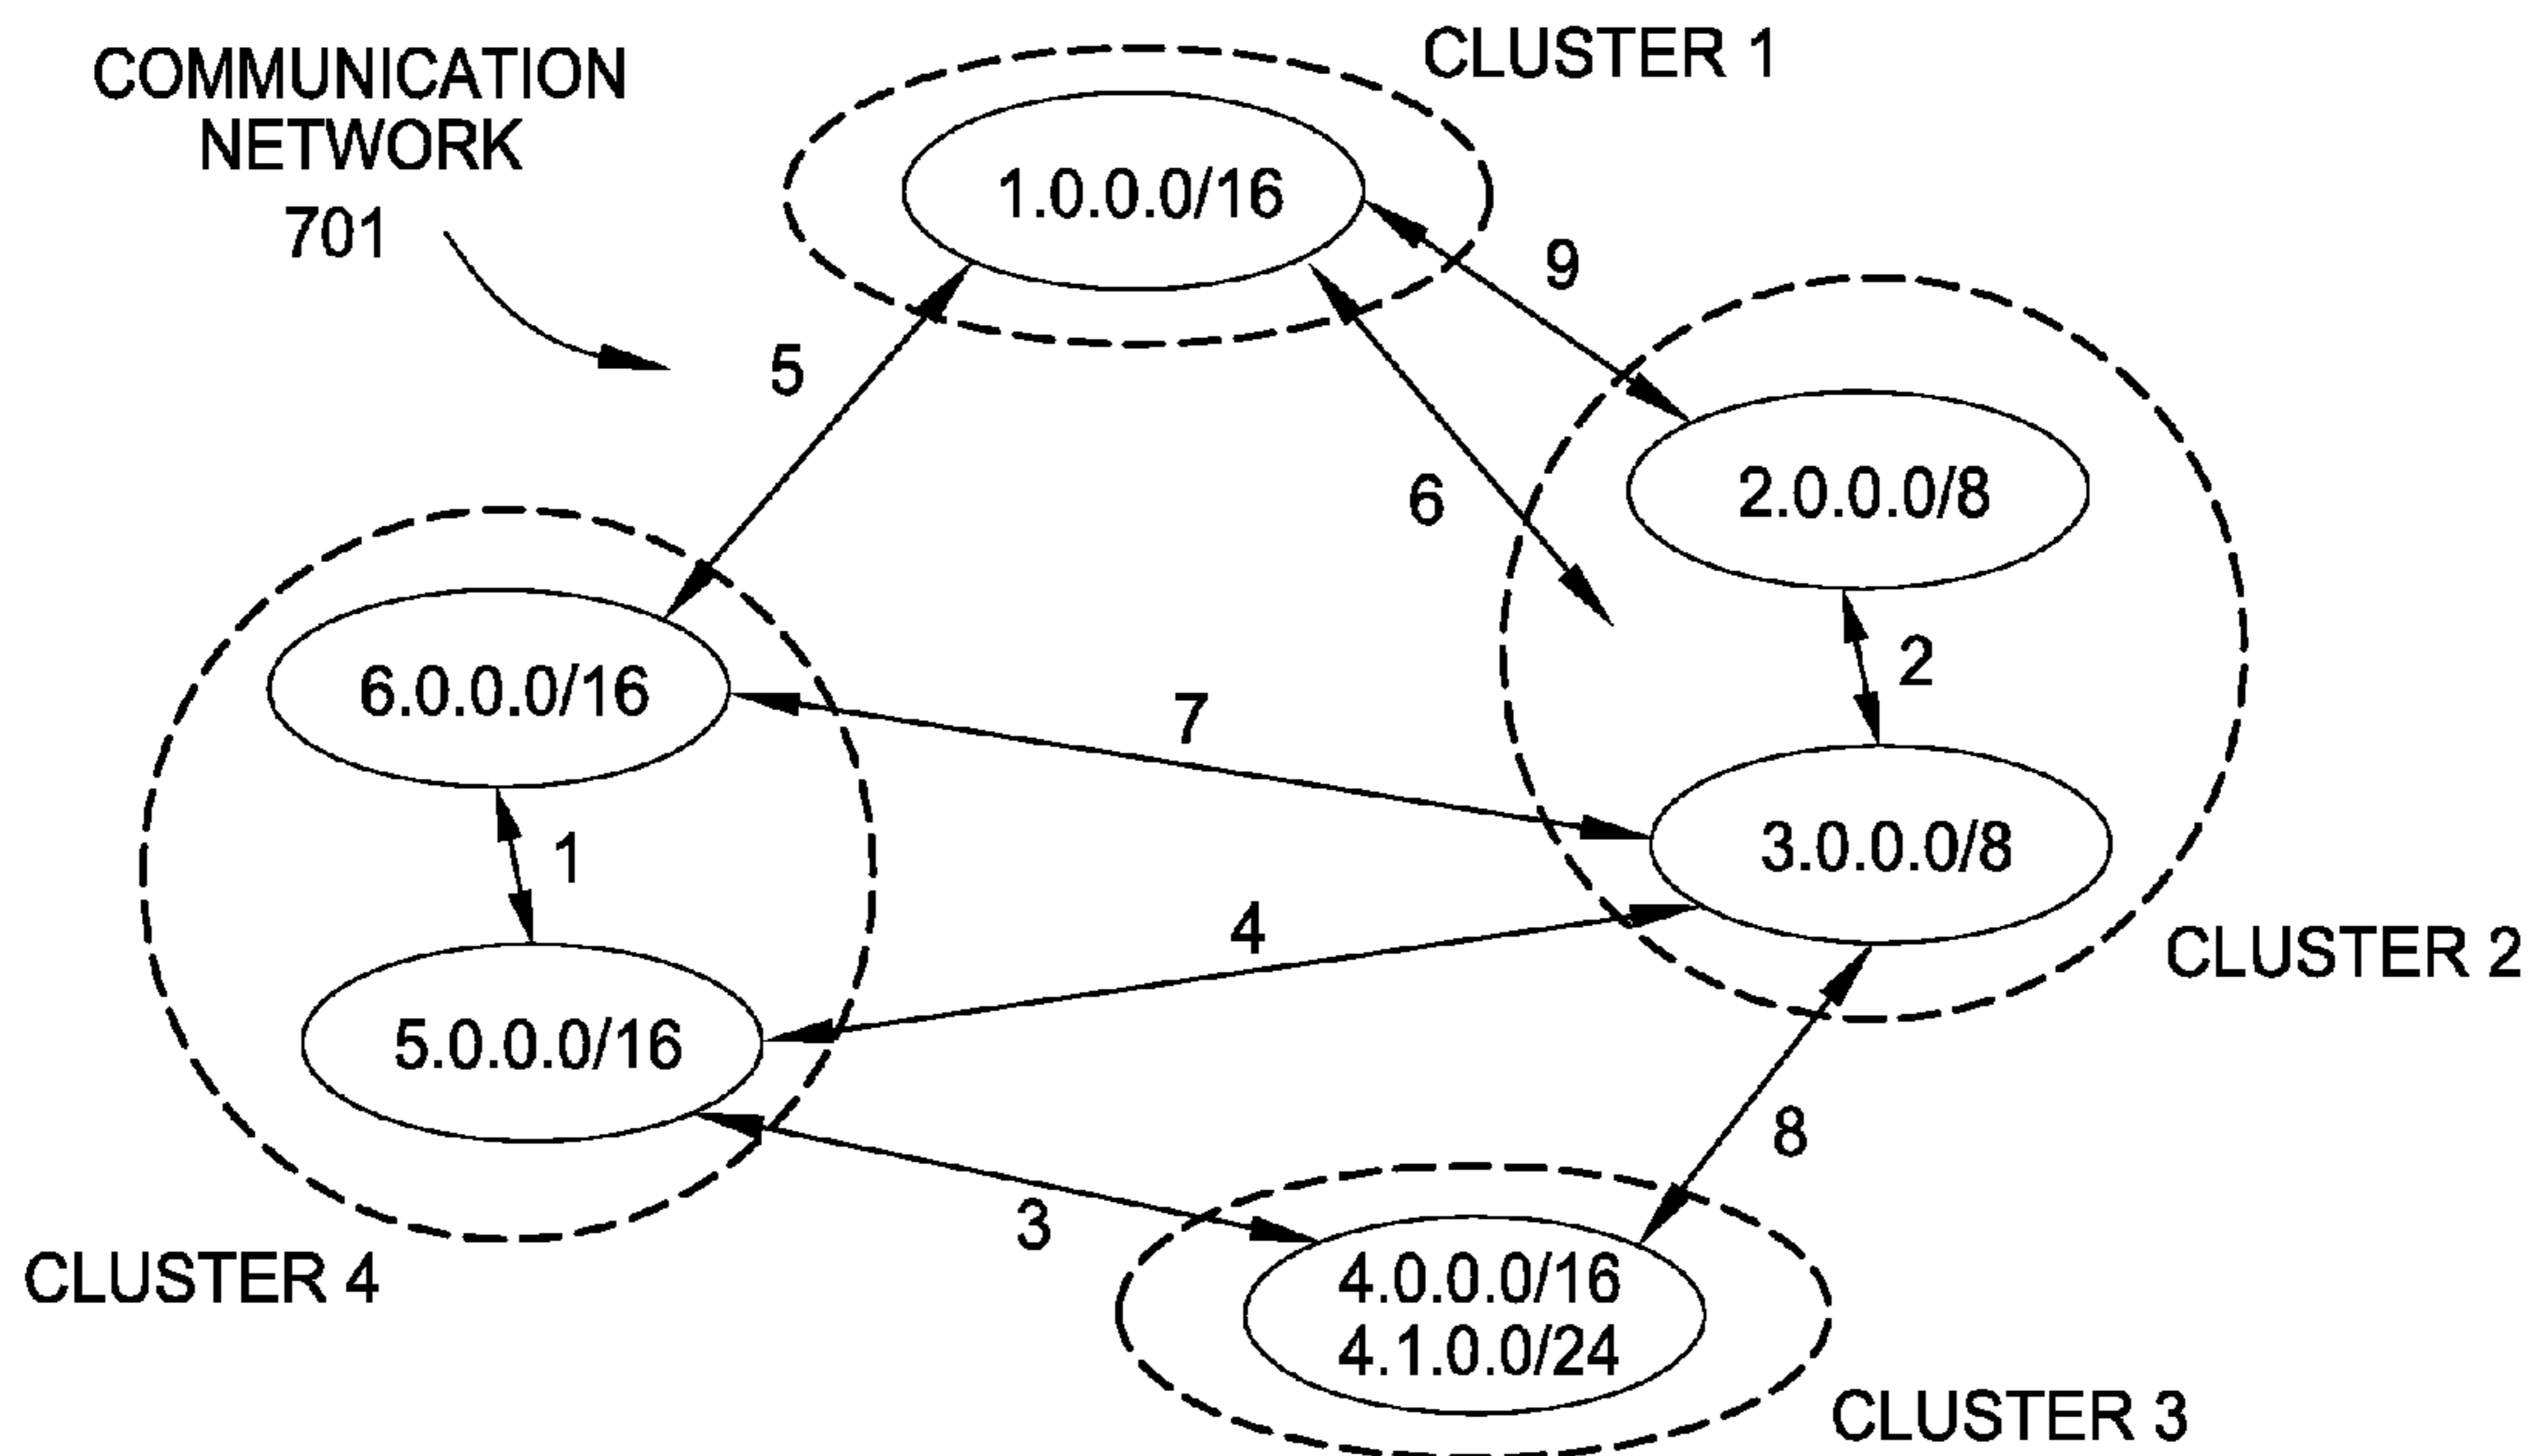 COMMUNICATION
NETWORK
701
CLUSTER 1
1.0.0.0/16
9
5
6
2.0.0.0/8
2
6.0.0.0/16
7
1
3.0.0.0/8
4
CLUSTER 2
5.0.0.0/16
8
3
CLUSTER 4
4.0.0.0/16
4.1.0.0/24
CLUSTER 3